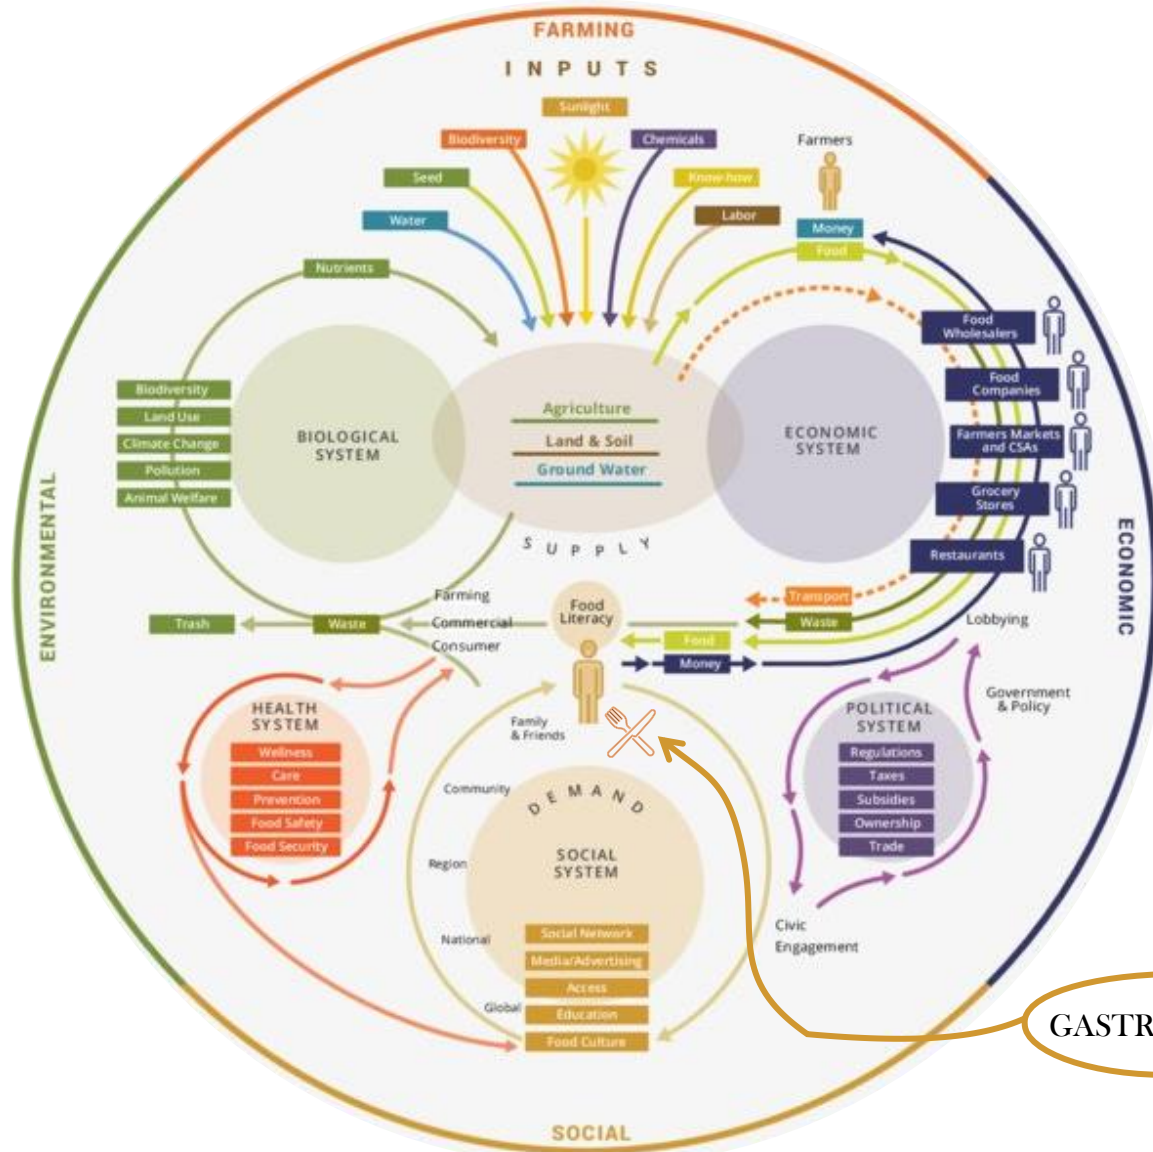 FARMING
INPUTS
Sunlight
Biodiversity
Chemicals
Farmers
Seed
Know-how
Labor
Water
Money
Food
Nutrients
Food
Wholesalers
Food
Companies
Farmers Markets
and CSAs
Grocery
Stores
Restaurants
Biodiversity
Land Use
Climate Change
Pollution
Animal Welfare
BIOLOGICAL
SYSTEM
Agriculture
Land & Soil
Ground Water
ECONOMIC
SYSTEM
SUPPLY
ENVIRONMENTAL
ECONOMIC
Farming
Commercial
Consumer
Trash
Waste
Food
Literacy
Transport
Waste
Food
Money
Lobbying
Government
& Policy
HEALTH
SYSTEM
Wellness
Care
Prevention
Food Safety
Food Security
Family
& Friends
Community
Region
National
Global
DEMAND
SOCIAL
SYSTEM
Social Network
Media/Advertising
Access
Education
Food Culture
POLITICAL
SYSTEM
Regulations
Taxes
Subsidies
Ownership
Trade
Civic
Engagement
GASTR
SOCIAL